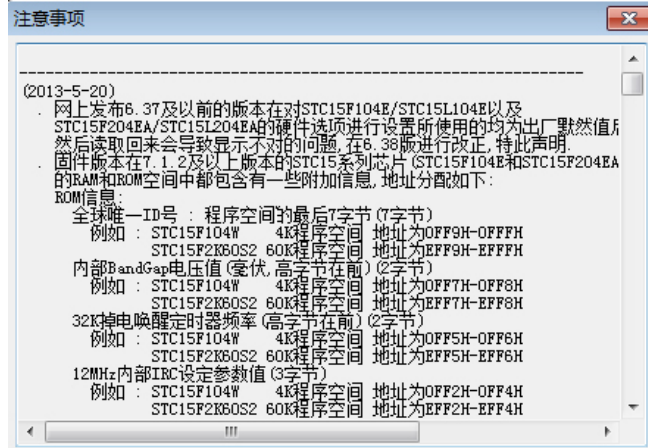 注意事项
----------------------------------------------------------------
(2013-5-20)
. 网上发布6.37及以前的版本在对STC15F104E/STC15L104E以及
STC15F204EA/STC15L204EA的硬件选项进行设置所使用的均为出厂默然值后
然后读取回来会导致显示不对的问题,在6.38版进行改正,特此声明.
. 固件版本在7.1.2及以上版本的STC15系列芯片(STC15F104E和STC15F204EA
的RAM和ROM空间中都包含有一些附加信息,地址分配如下:
ROM信息:
全球唯一ID号 : 程序空间的最后7字节(7字节)
例如 : STC15F104W 4K程序空间 地址为0FF9H-0FFFH
STC15F2K60S2 60K程序空间 地址为EFF9H-EFFFH
内部BandGap电压值(毫伏,高字节在前)(2字节)
例如 : STC15F104W 4K程序空间 地址为0FF7H-0FF8H
STC15F2K60S2 60K程序空间 地址为EFF7H-EFF8H
32K掉电唤醒定时器频率(高字节在前)(2字节)
例如 : STC15F104W 4K程序空间 地址为0FF5H-0FF6H
STC15F2K60S2 60K程序空间 地址为EFF5H-EFF6H
12MHz内部IRC设定参数值(3字节)
例如 : STC15F104W 4K程序空间 地址为0FF2H-0FF4H
STC15F2K60S2 60K程序空间 地址为EFF2H-EFF4H